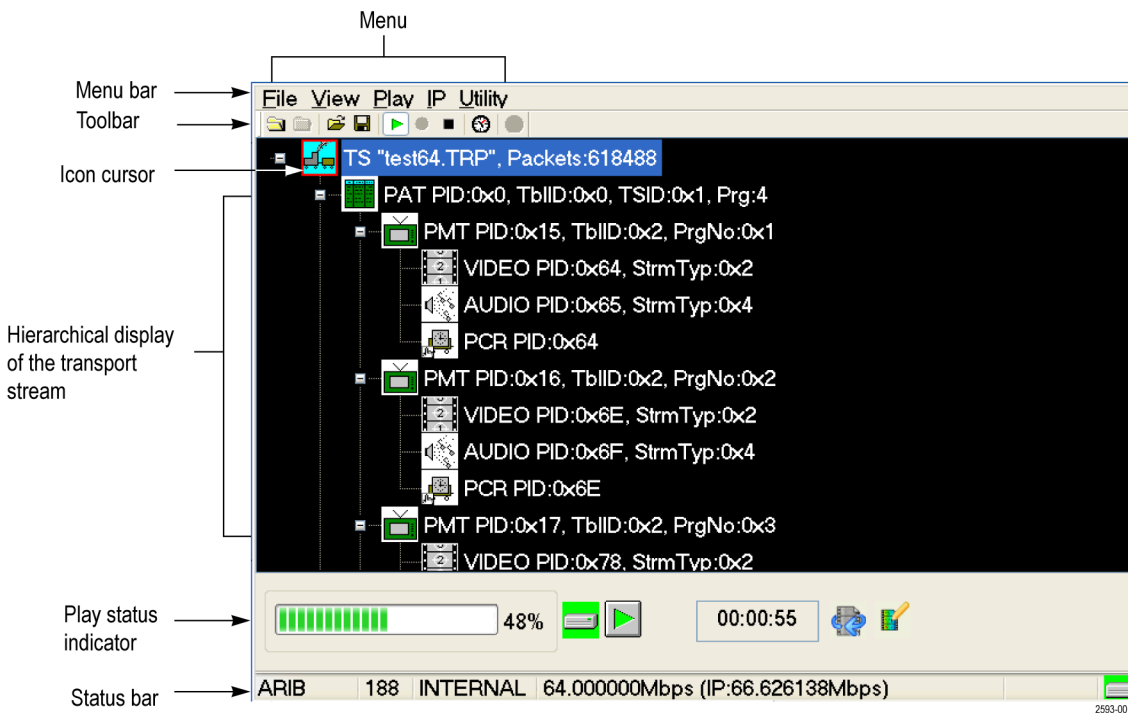 Menu
Menu bar
File View Play IP Utility
Toolbar
Icon cursor
TS "test64.TRP", Packets:618488
PAT PID:0x0, TblID:0x0, TSID:0x1, Prg:4
PMT PID:0x15, TblID:0x2, PrgNo:0x1
VIDEO PID:0x64, StrmTyp:0x2
AUDIO PID:0x65, StrmTyp:0x4
PCR PID:0x64
Hierarchical display
of the transport
stream
PMT PID:0x16, TblID:0x2, PrgNo:0x2
VIDEO PID:0x6E, StrmTyp:0x2
AUDIO PID:0x6F, StrmTyp:0x4
PCR PID:0x6E
PMT PID:0x17, TblID:0x2, PrgNo:0x3
VIDEO PID:0x78, StrmTyp:0x2
Play status
indicator
48%
00:00:55
Status bar
ARIB 188 INTERNAL 64.000000Mbps (IP:66.626138Mbps)
2593-00